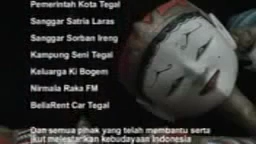 Pemerintah Kota Tegal
Sanggar Satria Laras
Sanggar Sorban Ireng
Kampung Seni Tegal
Keluarga Ki Bogem
Nirmala Raka FM
BellaRent Car Tegal
Dan semua pihak yang telah membantu serta
ikut melestarikan kebudayaan Indonesia